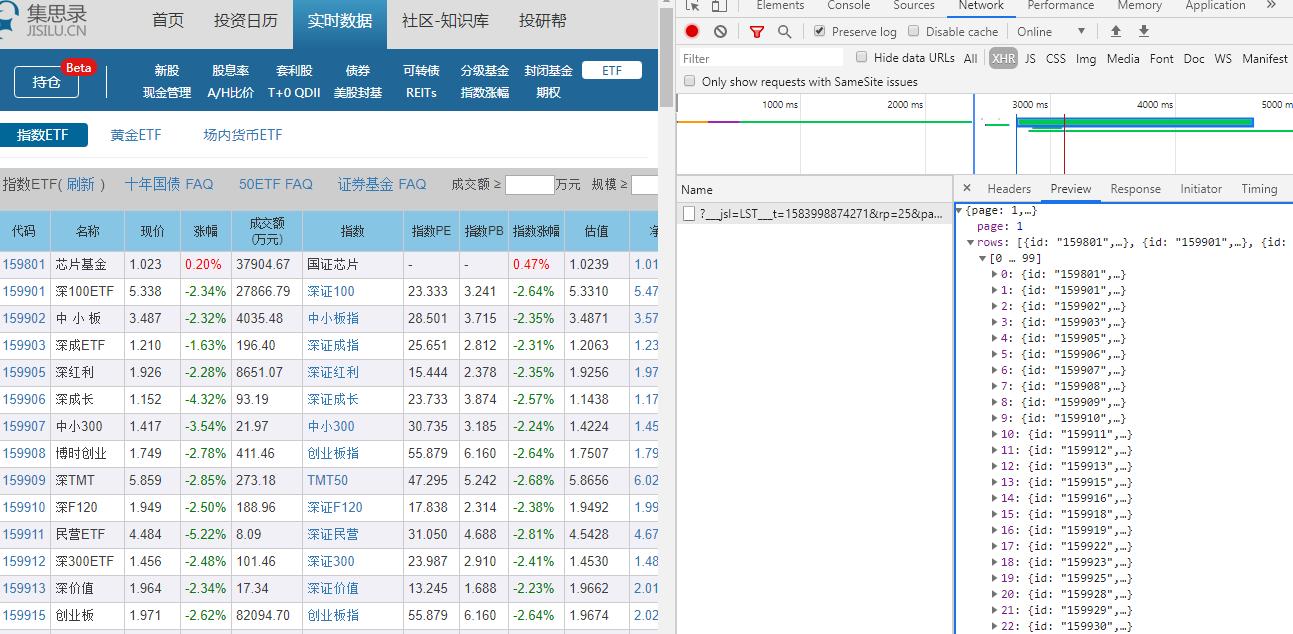 集思录
JISILU.CN
首页 投资日历 实时数据 社区-知识库 投研帮
持仓 Beta
新股 股息率 套利股 债券 可转债 分级基金 封闭基金 ETF
现金管理 A/H比价 T+0 QDII 美股封基 REITs 指数涨幅 期权
指数ETF 黄金ETF 场内货币ETF
指数ETF( 刷新 ) 十年国债 FAQ 50ETF FAQ 证券基金 FAQ 成交额 ≥ 万元 规模 ≥
代码 名称 现价 涨幅 成交额 (万元) 指数 指数PE 指数PB 指数涨幅 估值
159801 芯片基金 1.023 0.20% 37904.67 国证芯片 - - 0.47% 1.0239 1.01
159901 深100ETF 5.338 -2.34% 27866.79 深证100 23.333 3.241 -2.64% 5.3310 5.47
159902 中 小 板 3.487 -2.32% 4035.48 中小板指 28.501 3.715 -2.35% 3.4871 3.57
159903 深成ETF 1.210 -1.63% 196.40 深证成指 25.651 2.812 -2.31% 1.2063 1.23
159905 深红利 1.926 -2.28% 8651.07 深证红利 15.444 2.378 -2.35% 1.9256 1.97
159906 深成长 1.152 -4.32% 93.19 深证成长 23.733 3.874 -2.57% 1.1438 1.17
159907 中小300 1.417 -3.54% 21.97 中小300 30.735 3.185 -2.24% 1.4224 1.45
159908 博时创业 1.749 -2.78% 411.46 创业板指 55.879 6.160 -2.64% 1.7507 1.79
159909 深TMT 5.859 -2.85% 273.18 TMT50 47.295 5.242 -2.68% 5.8656 6.02
159910 深F120 1.949 -2.50% 188.96 深证F120 17.838 2.314 -2.38% 1.9492 1.99
159911 民营ETF 4.484 -5.22% 8.09 深证民营 31.050 4.688 -2.81% 4.5428 4.67
159912 深300ETF 1.456 -2.48% 101.46 深证300 23.987 2.910 -2.41% 1.4530 1.48
159913 深价值 1.964 -2.34% 17.34 深证价值 13.245 1.688 -2.23% 1.9662 2.01
159915 创业板 1.971 -2.62% 82094.70 创业板指 55.879 6.160 -2.64% 1.9674 2.02
Elements Console Sources Network Performance Memory Application »
Preserve log Disable cache Online
Filter Hide data URLs All XHR JS CSS Img Media Font Doc WS Manifest
Only show requests with SameSite issues
1000 ms 2000 ms 3000 ms 4000 ms 5000 m
Name
?___jsl=LST___t=1583998874271&rp=25&pa...
× Headers Preview Response Initiator Timing
{page: 1,…}
page: 1
rows: [{id: "159801",…}, {id: "159901",…}, {id:
[0 … 99]
0: {id: "159801",…}
1: {id: "159901",…}
2: {id: "159902",…}
3: {id: "159903",…}
4: {id: "159905",…}
5: {id: "159906",…}
6: {id: "159907",…}
7: {id: "159908",…}
8: {id: "159909",…}
9: {id: "159910",…}
10: {id: "159911",…}
11: {id: "159912",…}
12: {id: "159913",…}
13: {id: "159915",…}
14: {id: "159916",…}
15: {id: "159918",…}
16: {id: "159919",…}
17: {id: "159922",…}
18: {id: "159923",…}
19: {id: "159925",…}
20: {id: "159928",…}
21: {id: "159929",…}
22: {id: "159930",…}